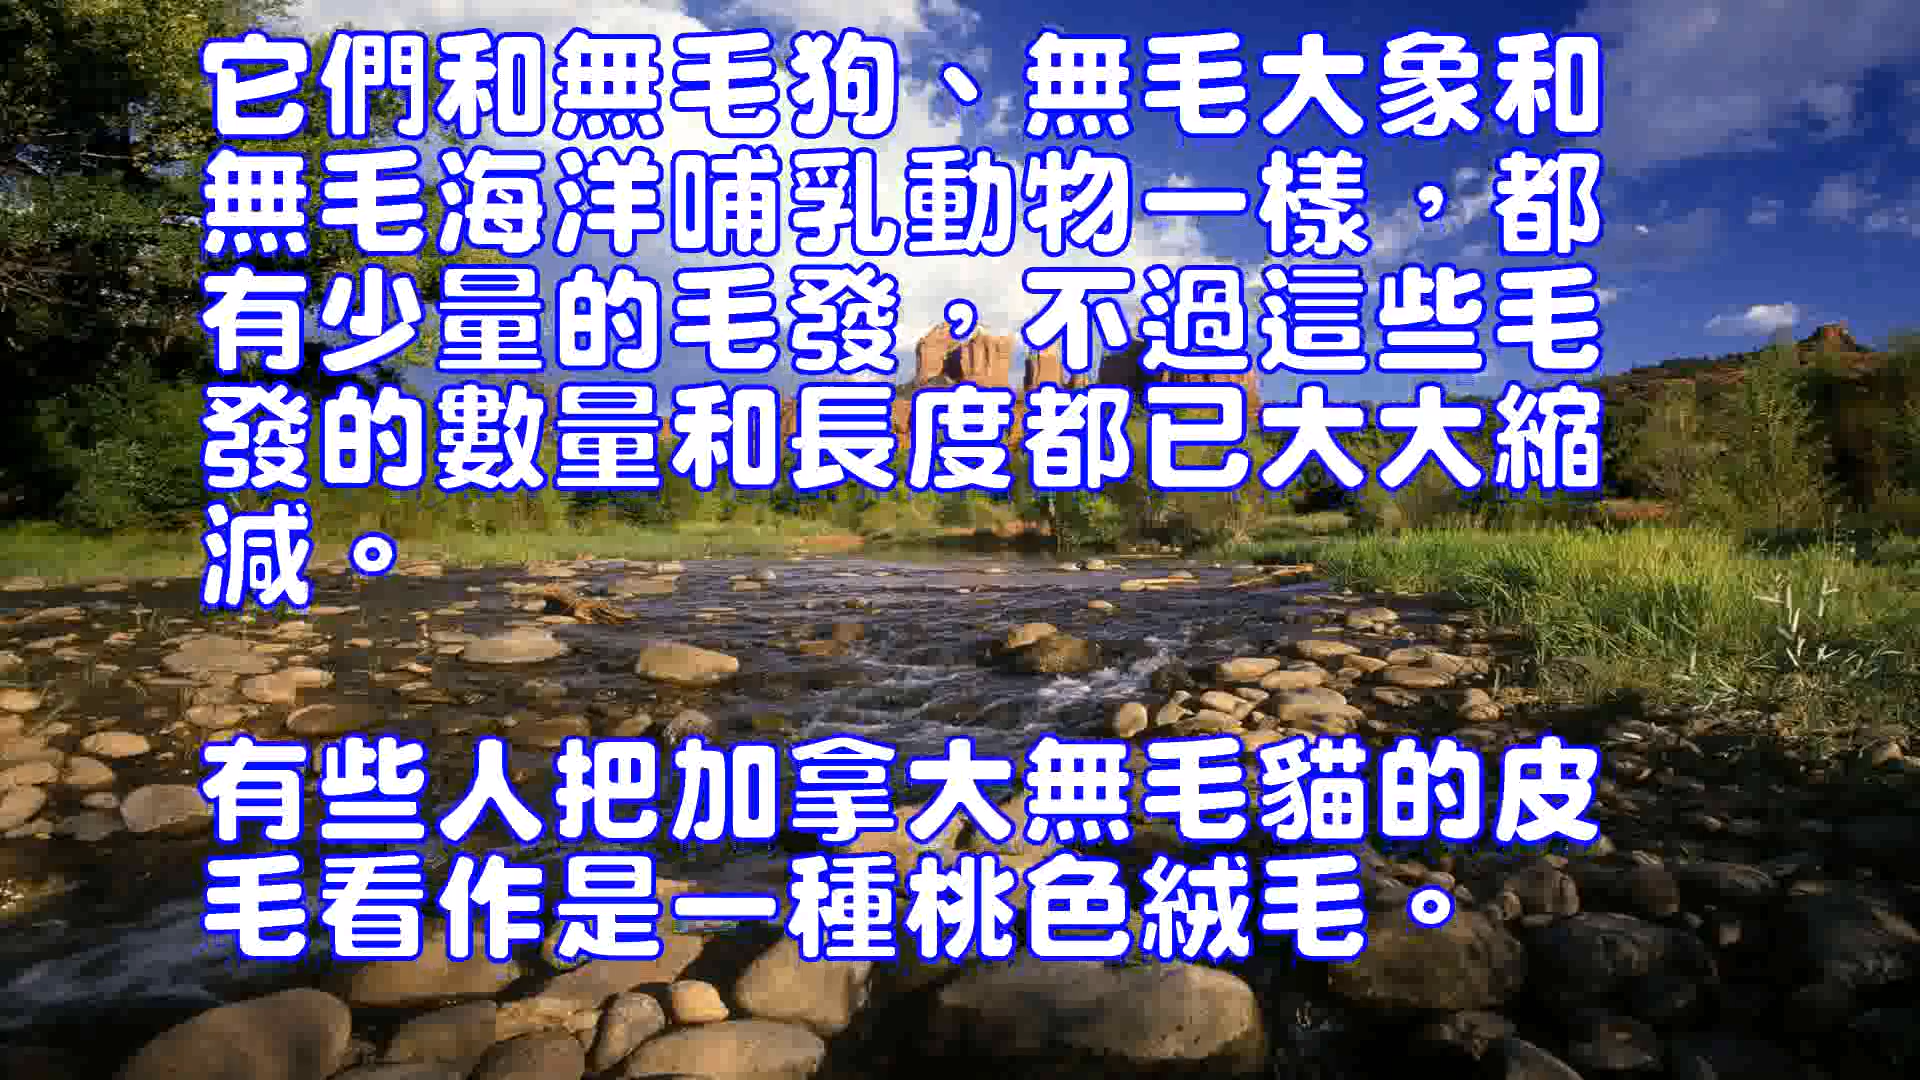 它們和無毛狗、無毛大象和
無毛海洋哺乳動物一樣，都
有少量的毛發，不過這些毛
發的數量和長度都已大大縮
減。
有些人把加拿大無毛貓的皮
毛看作是一種桃色絨毛。